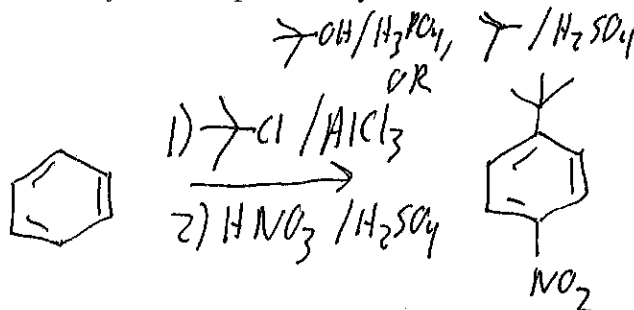 OH/H3PO4, /H2SO4
OR
1) Cl/AlCl3
2) HNO3/H2SO4
NO2